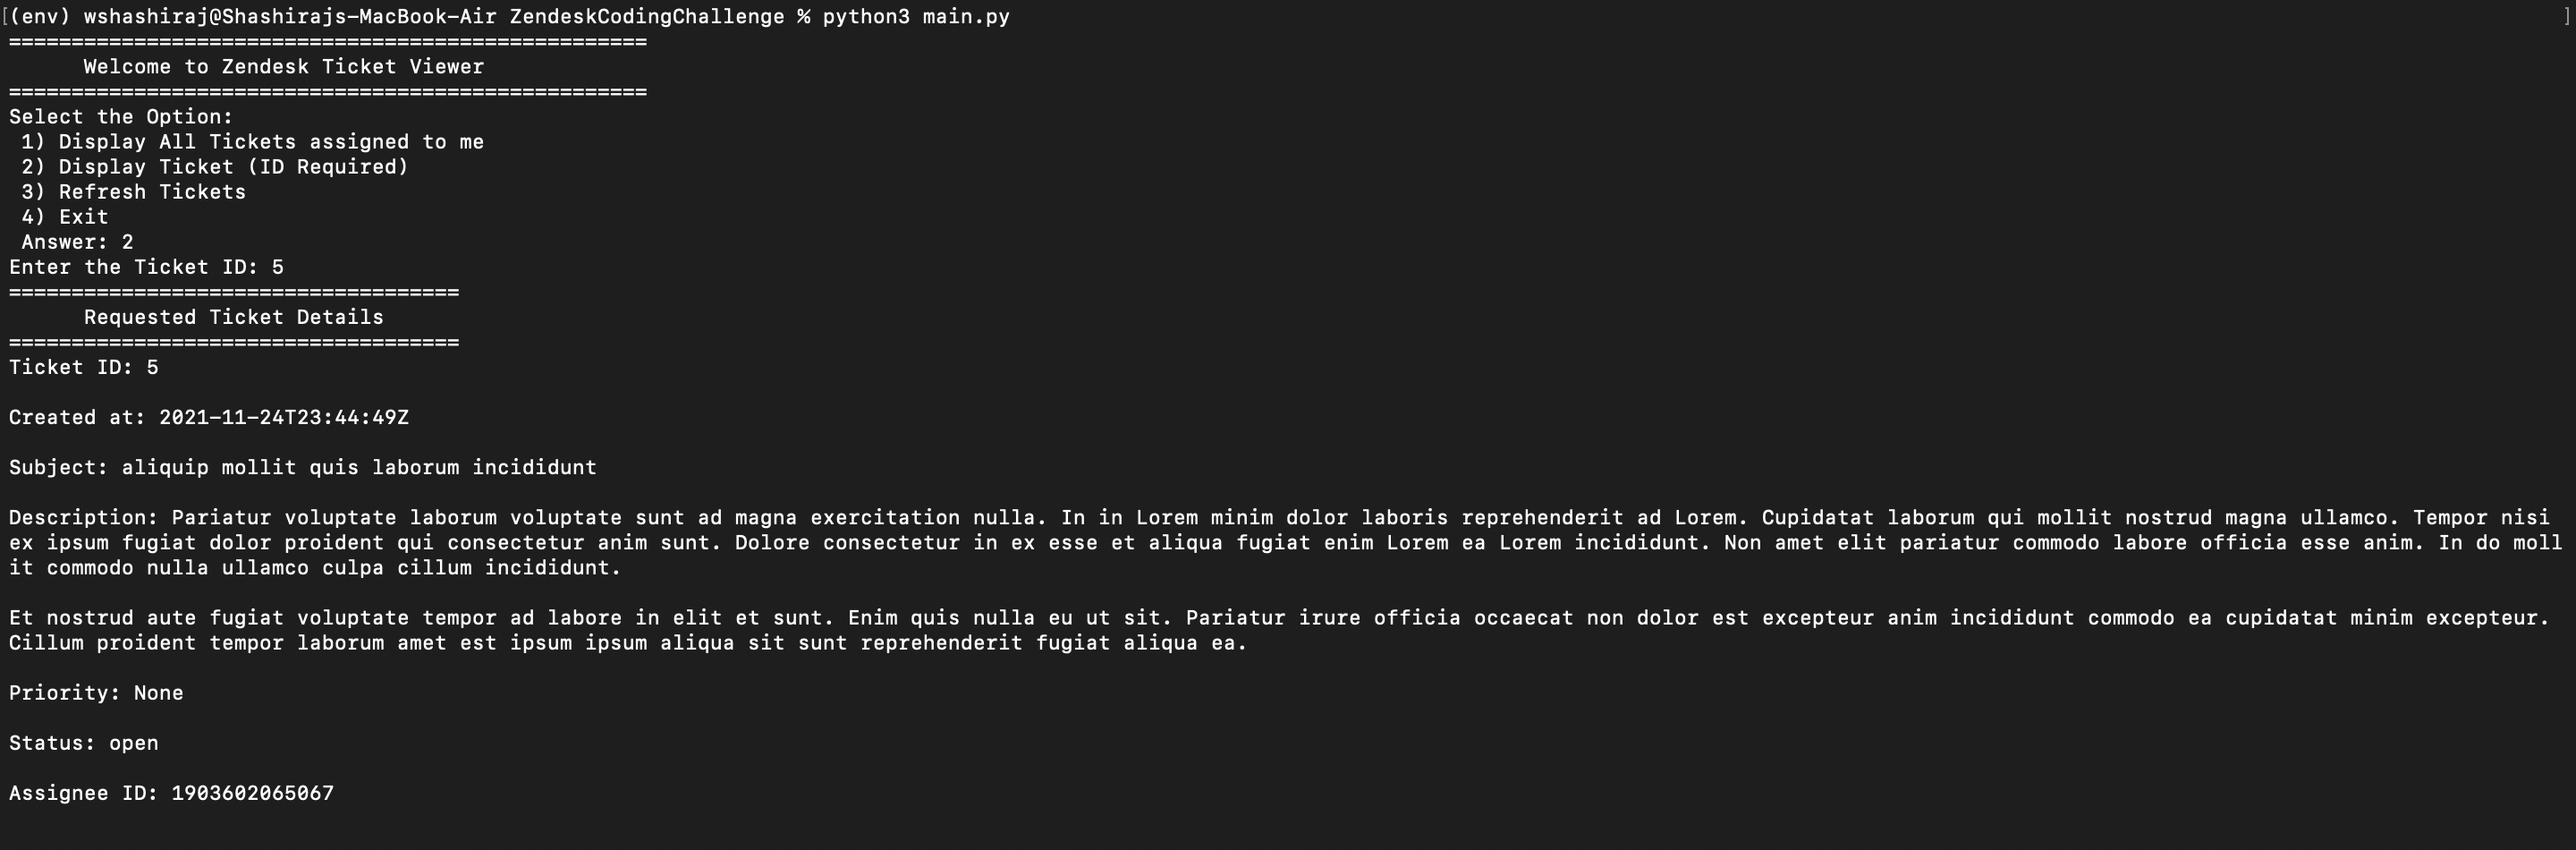 [(env) wshashiraj@Shashirajs-MacBook-Air ZendeskCodingChallenge % python3 main.py ]
===================================================
      Welcome to Zendesk Ticket Viewer
===================================================
Select the Option:
 1) Display All Tickets assigned to me
 2) Display Ticket (ID Required)
 3) Refresh Tickets
 4) Exit
 Answer: 2
Enter the Ticket ID: 5
====================================
      Requested Ticket Details
====================================
Ticket ID: 5
Created at: 2021-11-24T23:44:49Z
Subject: aliquip mollit quis laborum incididunt
Description: Pariatur voluptate laborum voluptate sunt ad magna exercitation nulla. In in Lorem minim dolor laboris reprehenderit ad Lorem. Cupidatat laborum qui mollit nostrud magna ullamco. Tempor nisi
ex ipsum fugiat dolor proident qui consectetur anim sunt. Dolore consectetur in ex esse et aliqua fugiat enim Lorem ea Lorem incididunt. Non amet elit pariatur commodo labore officia esse anim. In do moll
it commodo nulla ullamco culpa cillum incididunt.
Et nostrud aute fugiat voluptate tempor ad labore in elit et sunt. Enim quis nulla eu ut sit. Pariatur irure officia occaecat non dolor est excepteur anim incididunt commodo ea cupidatat minim excepteur.
Cillum proident tempor laborum amet est ipsum ipsum aliqua sit sunt reprehenderit fugiat aliqua ea.
Priority: None
Status: open
Assignee ID: 1903602065067